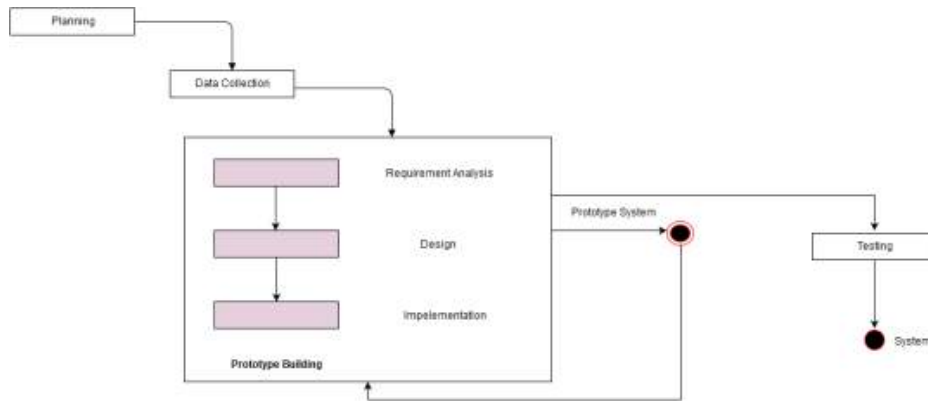 Planning
Data Collection
Requirement Analysis
Prototype System
Design
Testing
Impelementation
System
Prototype Building